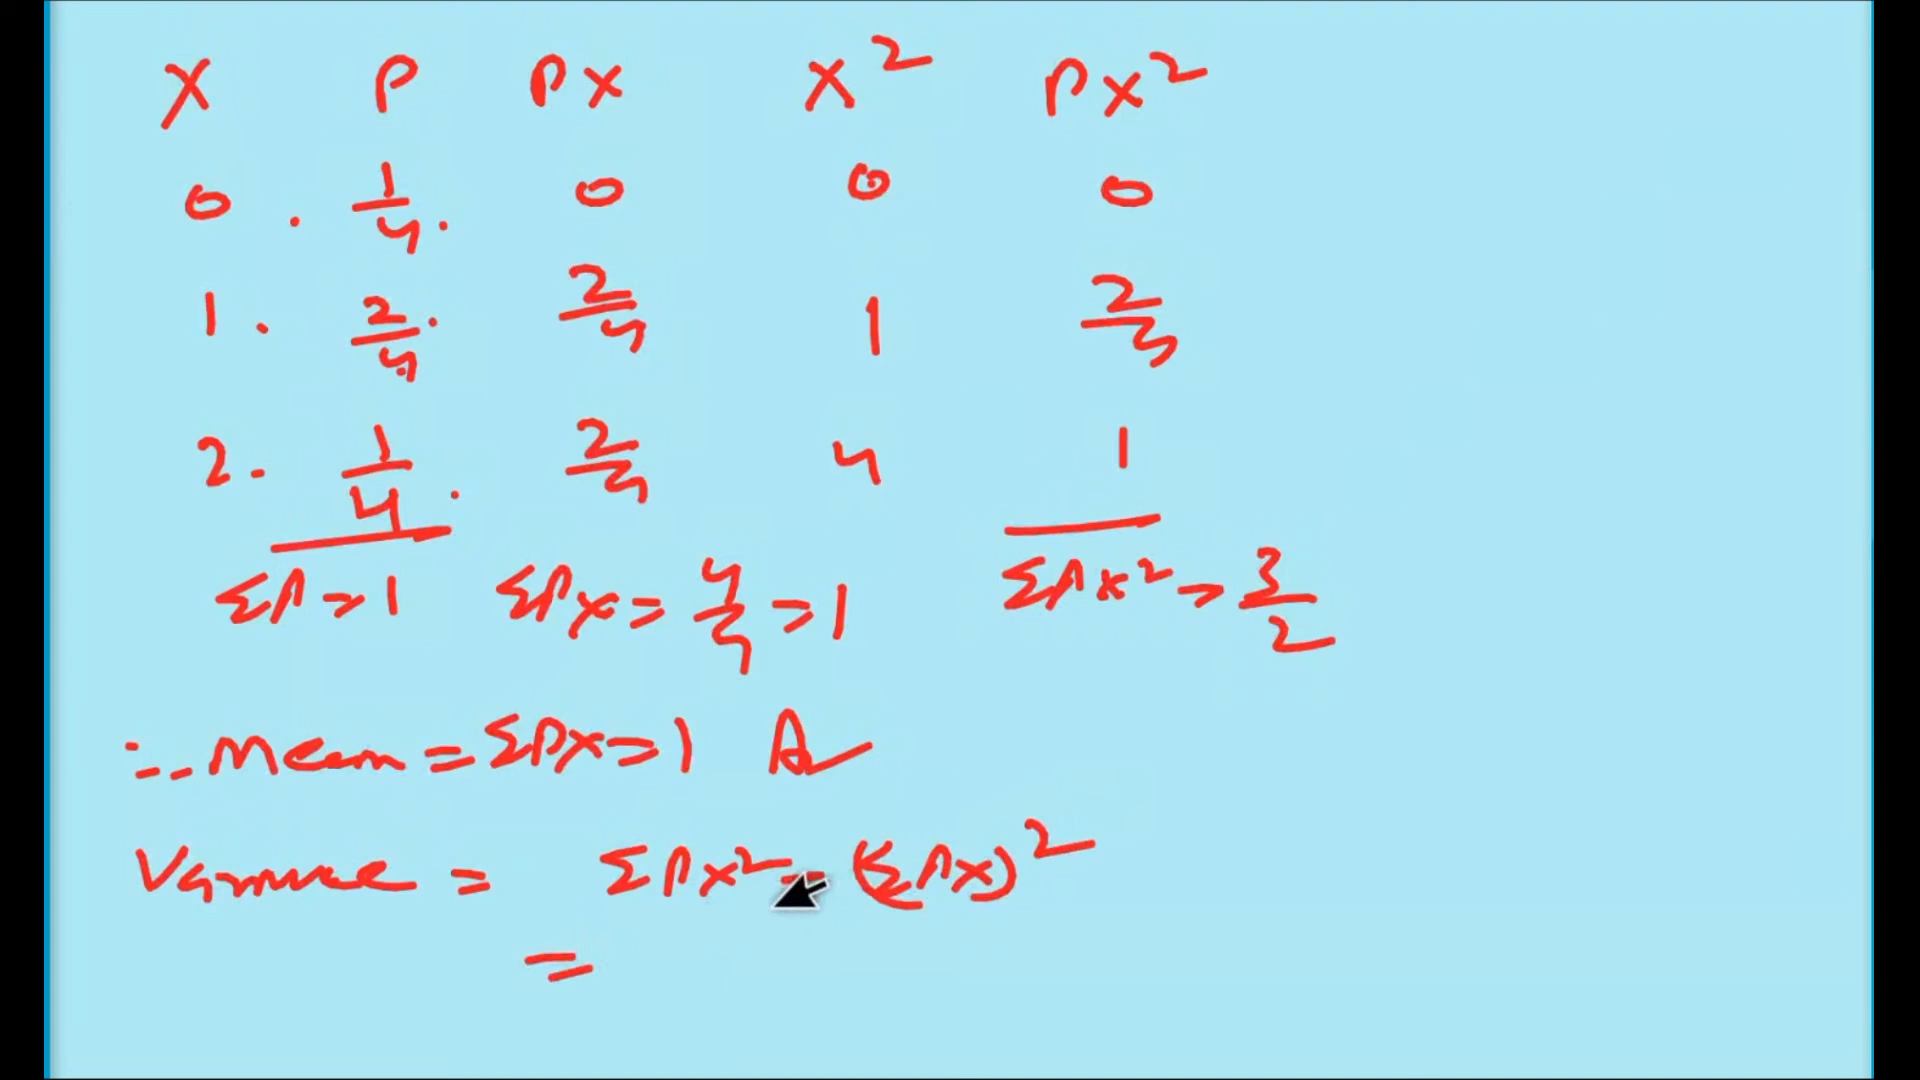 X P PX X² PX²
0 . 1/4 . 0 0 0
1 . 2/4 . 2/4 1 2/4
2 . 1/4 . 2/4 4 1
ΣP = 1 ΣPX = 4/4 = 1 ΣPX² = 3/2
∴ Mean = ΣPX = 1 A
Variance = ΣPX² - (ΣPX)²
=